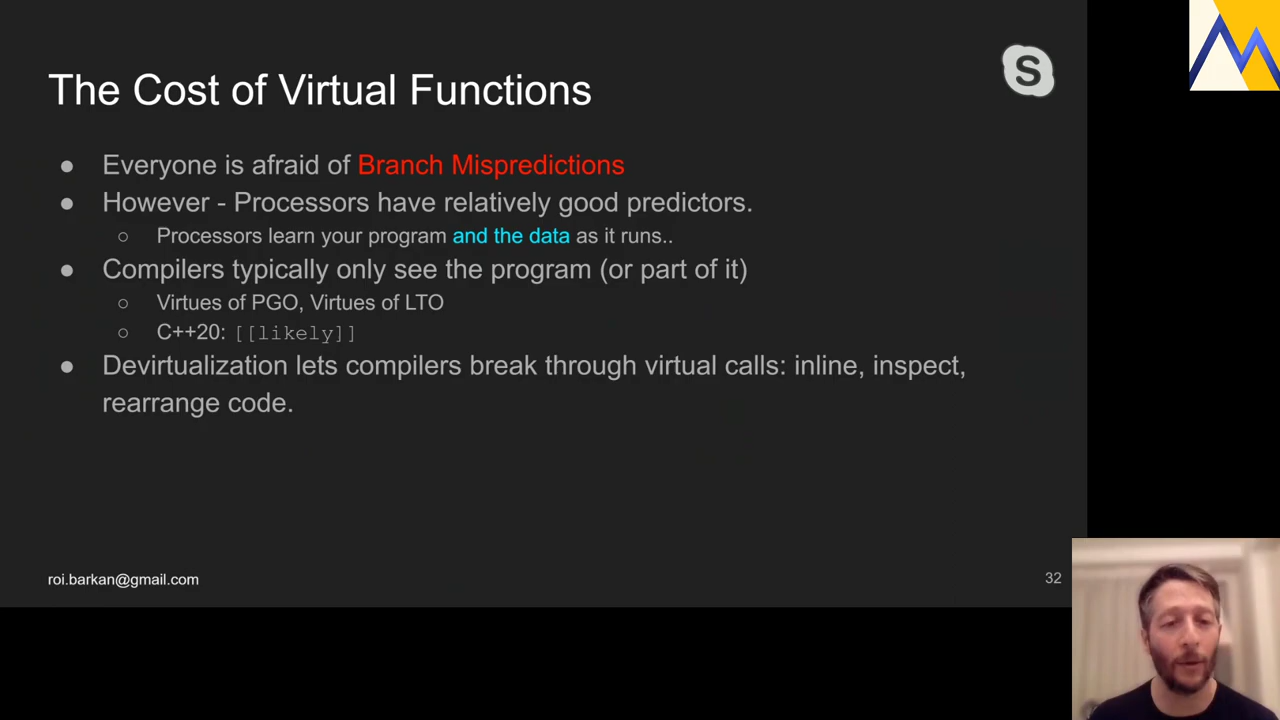 The Cost of Virtual Functions
S
● Everyone is afraid of Branch Mispredictions
● However - Processors have relatively good predictors.
○ Processors learn your program and the data as it runs..
● Compilers typically only see the program (or part of it)
○ Virtues of PGO, Virtues of LTO
○ C++20: [[likely]]
● Devirtualization lets compilers break through virtual calls: inline, inspect,
rearrange code.
roi.barkan@gmail.com
32